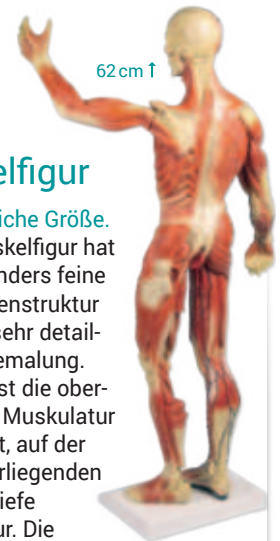 62 cm ↑
elfigur
iche Größe.
skelfigur hat
nders feine
enstruktur
sehr detail-
emalung.
st die ober-
Muskulatur
t, auf der
rliegenden
iefe
ur. Die